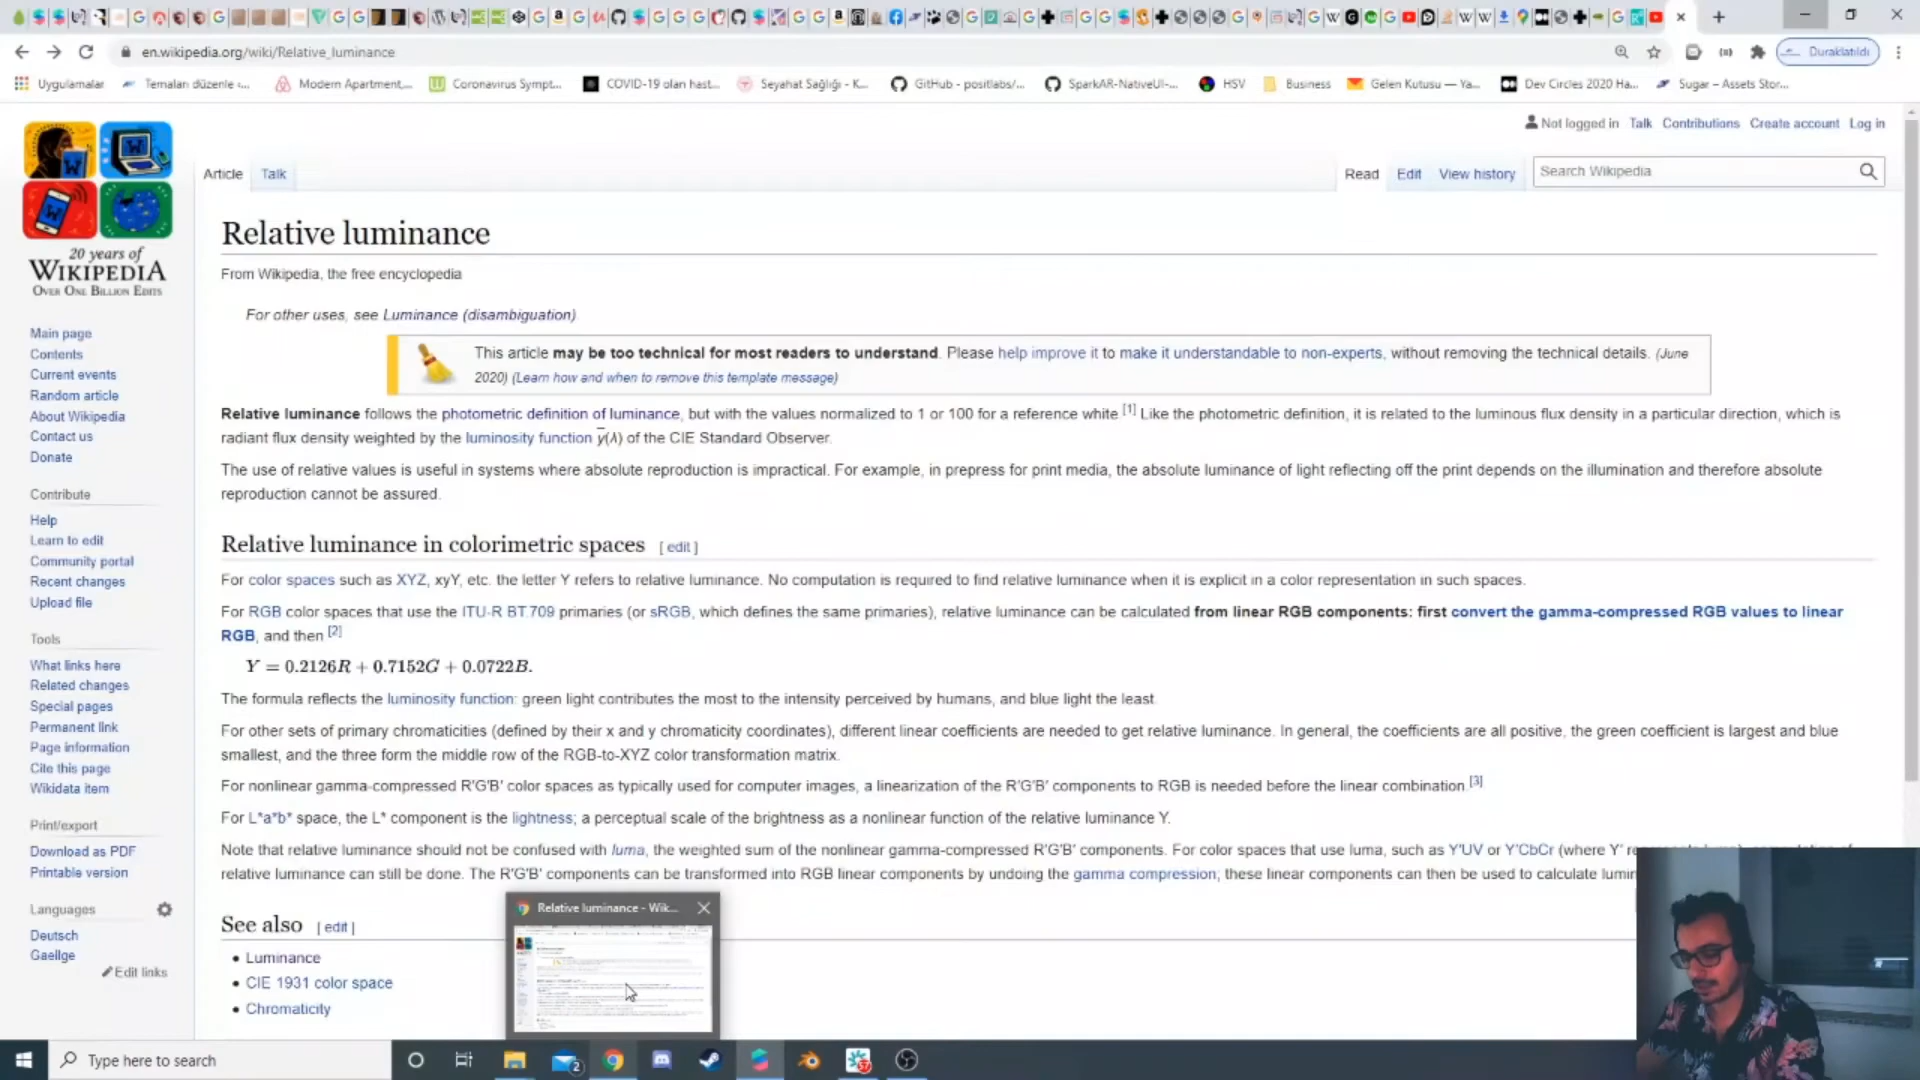 en.wikipedia.org/wiki/Relative_luminance
Duraklatıldı
Uygulamalar
Temaları düzenle -...
Modern Apartment,...
Coronavirus Sympt...
COVID-19 olan hast...
Seyahat Sağlığı - K...
GitHub - positlabs/...
SparkAR-NativeUI-...
HSV
Business
Gelen Kutusu — Ya...
Dev Circles 2020 Ha...
Sugar – Assets Stor...
Not logged in Talk Contributions Create account Log in
Article Talk
Read Edit View history
Search Wikipedia
20 years of
WIKIPEDIA
OVER ONE BILLION EDITS
Main page
Contents
Current events
Random article
About Wikipedia
Contact us
Donate
Contribute
Help
Learn to edit
Community portal
Recent changes
Upload file
Tools
What links here
Related changes
Special pages
Permanent link
Page information
Cite this page
Wikidata item
Print/export
Download as PDF
Printable version
Languages
Deutsch
Gaeilge
Edit links
Relative luminance
From Wikipedia, the free encyclopedia
For other uses, see Luminance (disambiguation)
This article may be too technical for most readers to understand. Please help improve it to make it understandable to non-experts, without removing the technical details. (June
2020) (Learn how and when to remove this template message)
Relative luminance follows the photometric definition of luminance, but with the values normalized to 1 or 100 for a reference white.[1] Like the photometric definition, it is related to the luminous flux density in a particular direction, which is
radiant flux density weighted by the luminosity function y̅(λ) of the CIE Standard Observer.
The use of relative values is useful in systems where absolute reproduction is impractical. For example, in prepress for print media, the absolute luminance of light reflecting off the print depends on the illumination and therefore absolute
reproduction cannot be assured.
Relative luminance in colorimetric spaces [ edit ]
For color spaces such as XYZ, xyY, etc. the letter Y refers to relative luminance. No computation is required to find relative luminance when it is explicit in a color representation in such spaces.
For RGB color spaces that use the ITU-R BT.709 primaries (or sRGB, which defines the same primaries), relative luminance can be calculated from linear RGB components: first convert the gamma-compressed RGB values to linear
RGB, and then [2]
Y = 0.2126R + 0.7152G + 0.0722B.
The formula reflects the luminosity function: green light contributes the most to the intensity perceived by humans, and blue light the least.
For other sets of primary chromaticities (defined by their x and y chromaticity coordinates), different linear coefficients are needed to get relative luminance. In general, the coefficients are all positive, the green coefficient is largest and blue
smallest, and the three form the middle row of the RGB-to-XYZ color transformation matrix.
For nonlinear gamma-compressed R'G'B' color spaces as typically used for computer images, a linearization of the R'G'B' components to RGB is needed before the linear combination.[3]
For L*a*b* space, the L* component is the lightness; a perceptual scale of the brightness as a nonlinear function of the relative luminance Y.
Note that relative luminance should not be confused with luma, the weighted sum of the nonlinear gamma-compressed R'G'B' components. For color spaces that use luma, such as Y'UV or Y'CbCr (where Y'
relative luminance can still be done. The R'G'B' components can be transformed into RGB linear components by undoing the gamma compression; these linear components can then be used to calculate lumin
See also [ edit ]
Luminance
CIE 1931 color space
Chromaticity
Relative luminance - Wik...
Type here to search
2
57